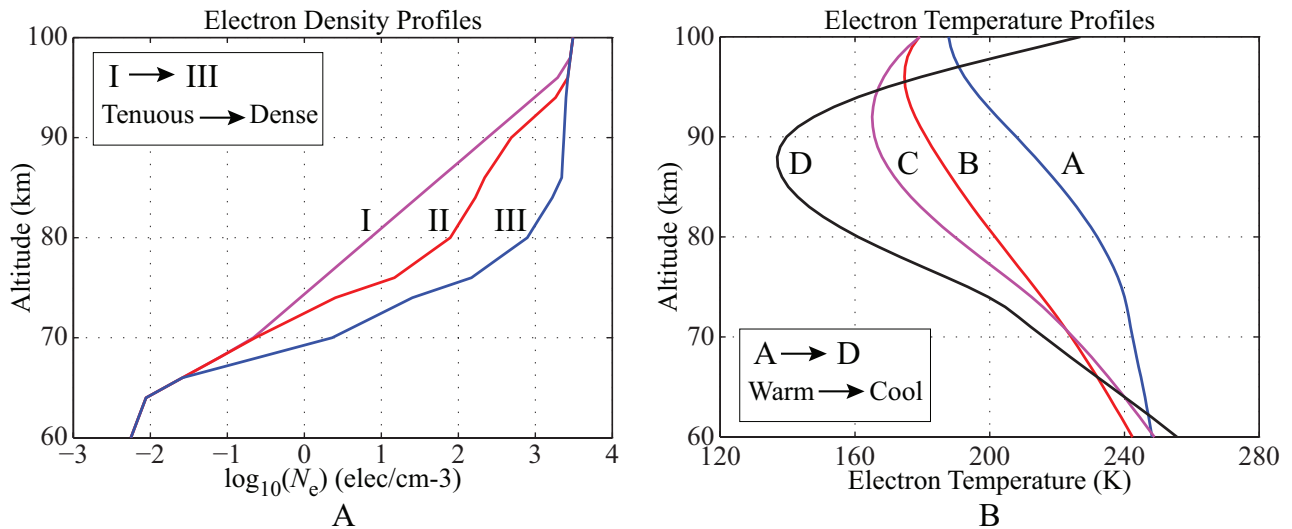 Electron Density Profiles
100
90
80
70
60
Altitude (km)
I → III
Tenuous → Dense
I
II
III
−3 −2 −1 0 1 2 3 4
log10(Ne) (elec/cm-3)
A
Electron Temperature Profiles
100
90
80
70
60
Altitude (km)
D
C
B
A
A → D
Warm → Cool
120 160 200 240 280
Electron Temperature (K)
B